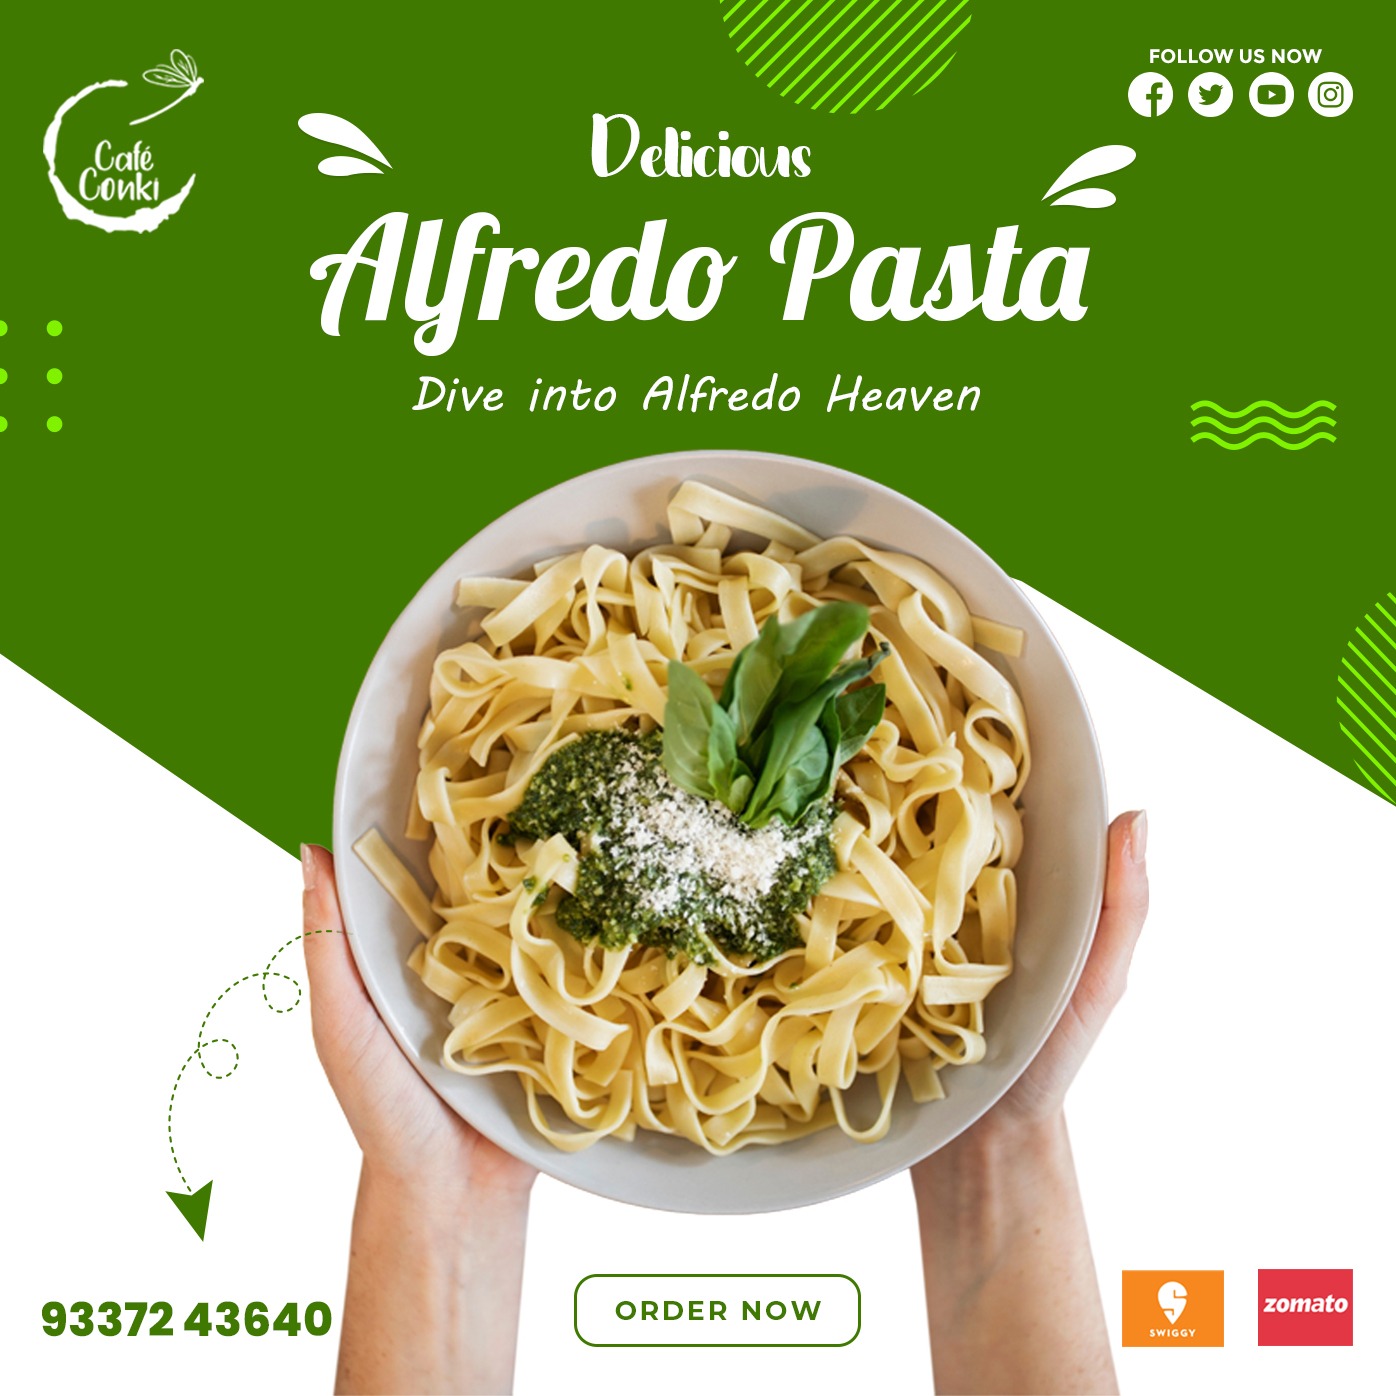 Café
Conki
FOLLOW US NOW
Delicious
Alfredo Pasta
Dive into Alfredo Heaven
93372 43640
ORDER NOW
SWIGGY
zomato